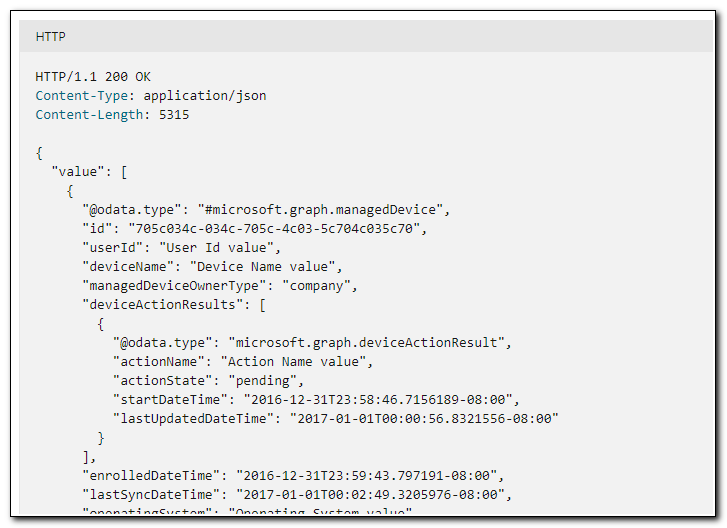 HTTP
HTTP/1.1 200 OK
Content-Type: application/json
Content-Length: 5315
{
"value": [
{
"@odata.type": "#microsoft.graph.managedDevice",
"id": "705c034c-034c-705c-4c03-5c704c035c70",
"userId": "User Id value",
"deviceName": "Device Name value",
"managedDeviceOwnerType": "company",
"deviceActionResults": [
{
"@odata.type": "microsoft.graph.deviceActionResult",
"actionName": "Action Name value",
"actionState": "pending",
"startDateTime": "2016-12-31T23:58:46.7156189-08:00",
"lastUpdatedDateTime": "2017-01-01T00:00:56.8321556-08:00"
}
],
"enrolledDateTime": "2016-12-31T23:59:43.797191-08:00",
"lastSyncDateTime": "2017-01-01T00:02:49.3205976-08:00",
"operatingSystem": "Operating System value"